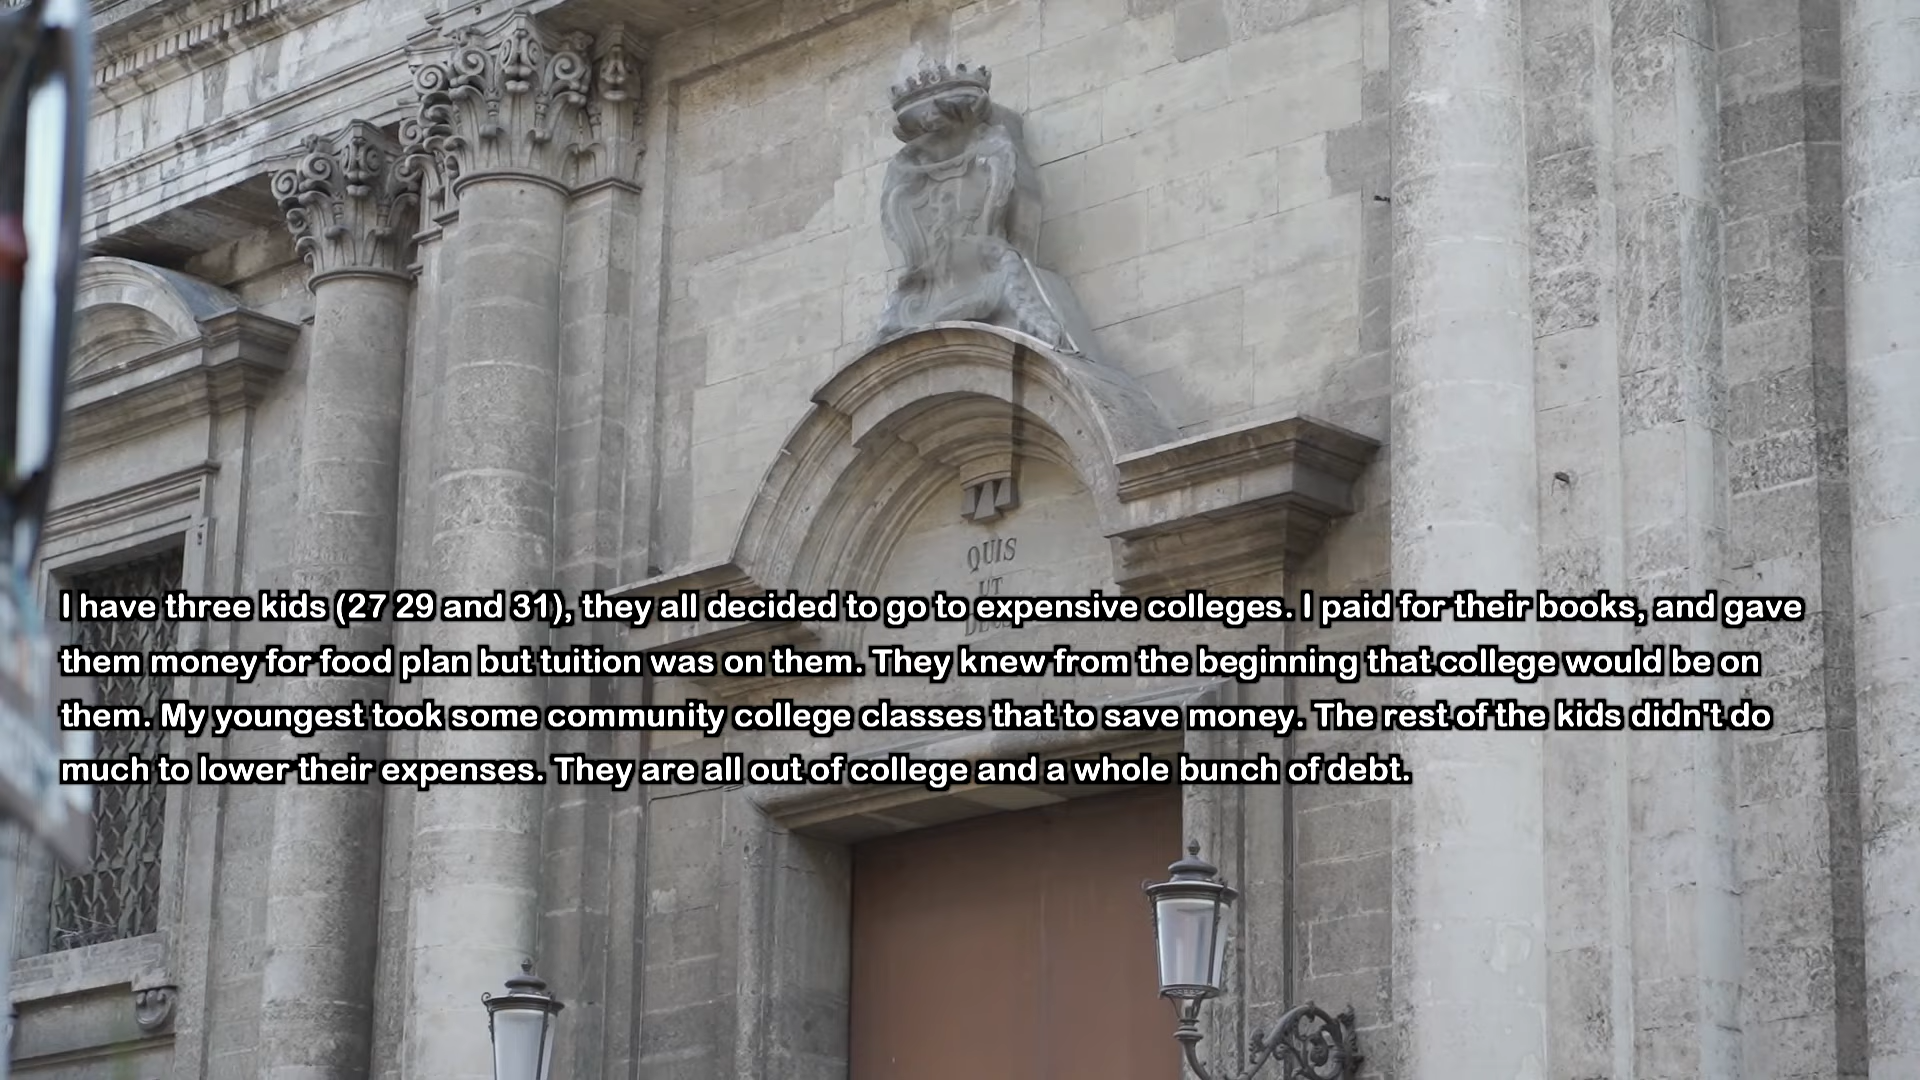 QUIS
UT
I have three kids (27 29 and 31), they all decided to go to expensive colleges. I paid for their books, and gave
them money for food plan but tuition was on them. They knew from the beginning that college would be on
them. My youngest took some community college classes that to save money. The rest of the kids didn't do
much to lower their expenses. They are all out of college and a whole bunch of debt.